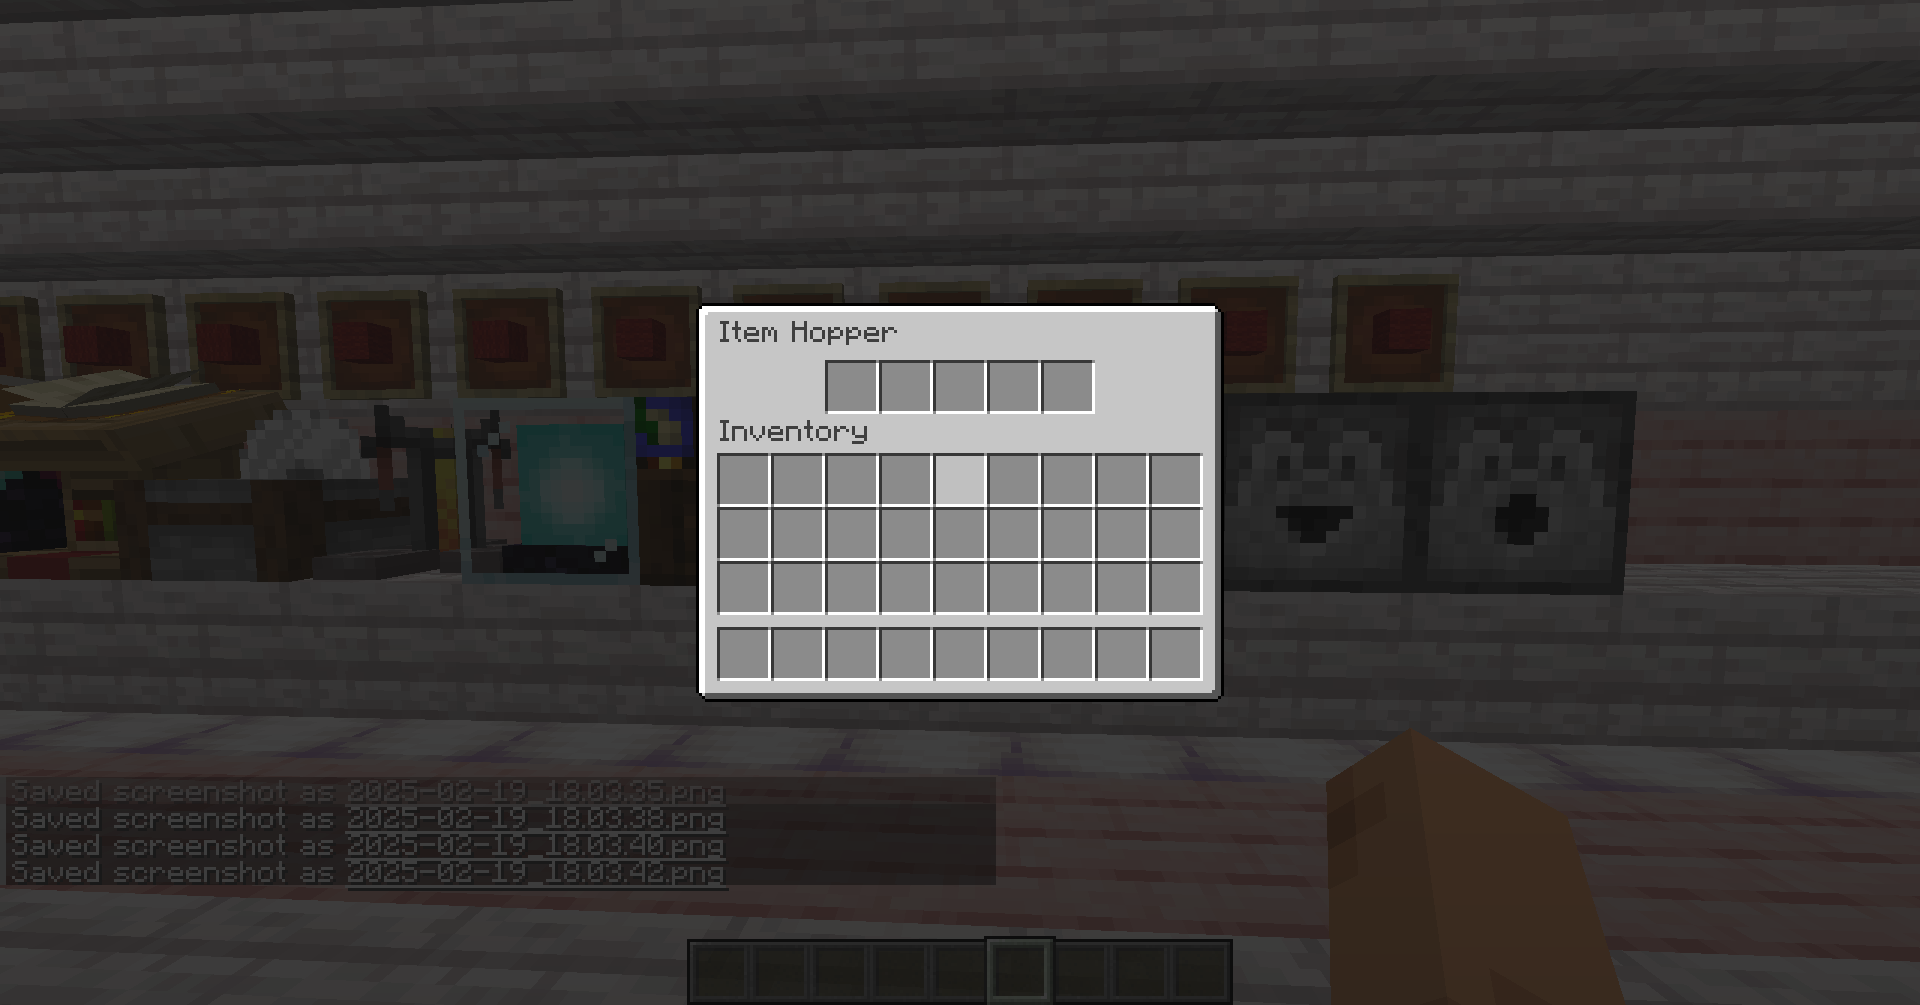 Item Hopper
Inventory
Saved screenshot as 2025-02-19_18.03.35.png
Saved screenshot as 2025-02-19_18.03.38.png
Saved screenshot as 2025-02-19_18.03.40.png
Saved screenshot as 2025-02-19_18.03.42.png